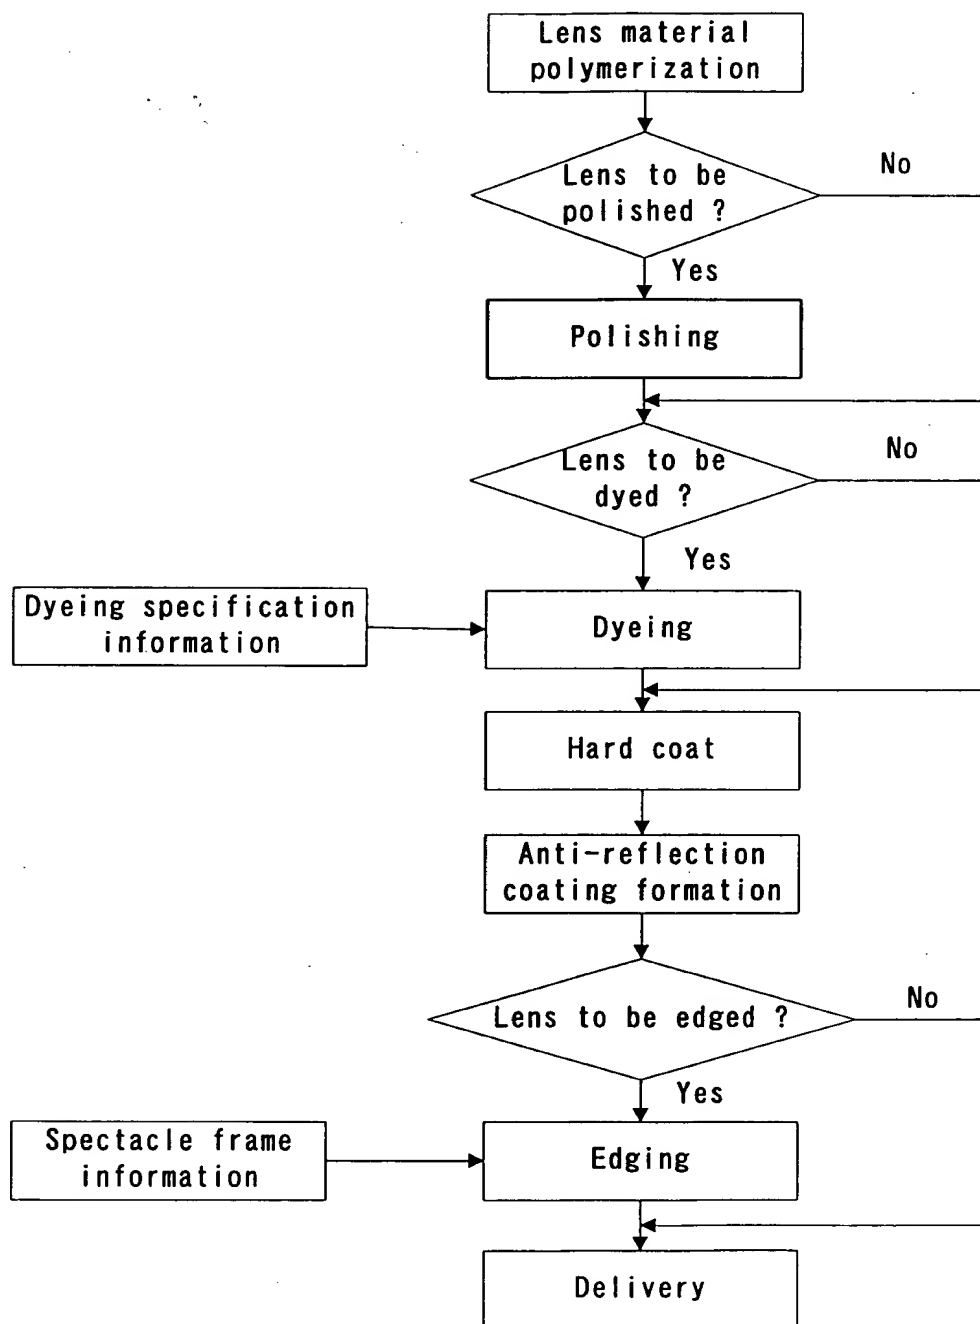 Lens material
polymerization
Lens to be
polished ?
No
Yes
Polishing
Lens to be
dyed ?
No
Yes
Dyeing specification
information
Dyeing
Hard coat
Anti-reflection
coating formation
Lens to be edged ?
No
Yes
Spectacle frame
information
Edging
Delivery